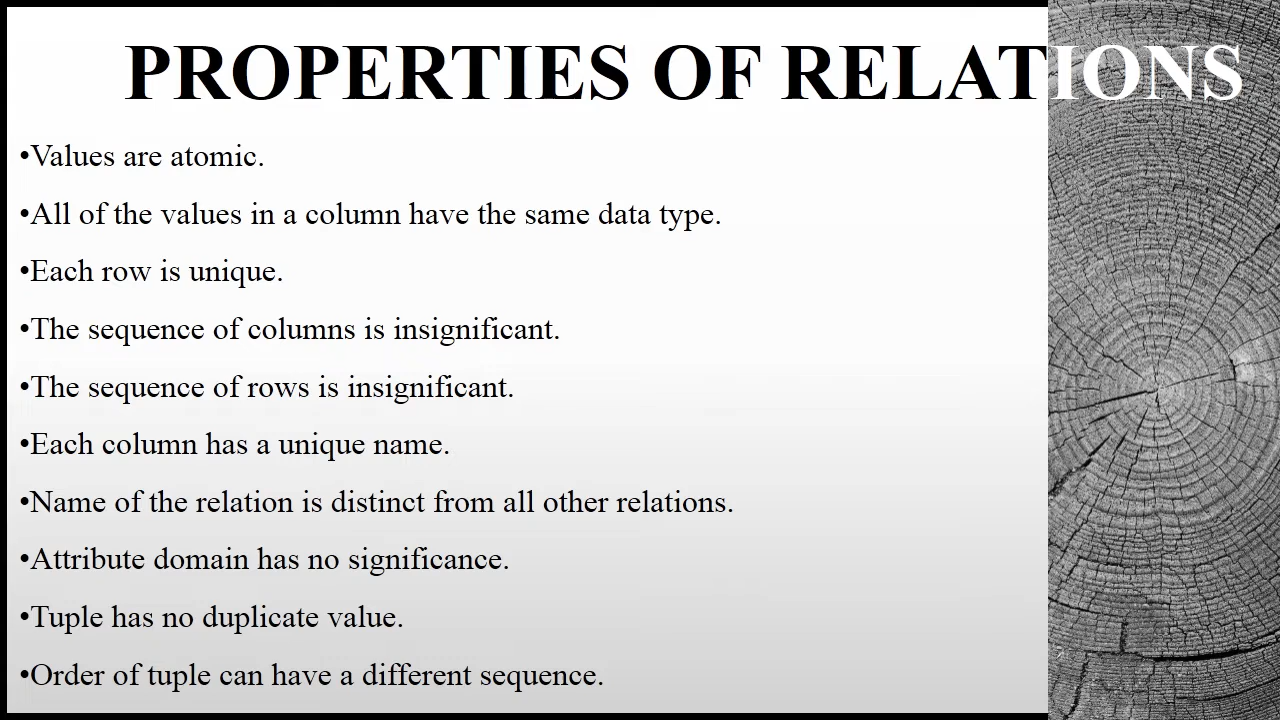 PROPERTIES OF RELATIONS
•Values are atomic.
•All of the values in a column have the same data type.
•Each row is unique.
•The sequence of columns is insignificant.
•The sequence of rows is insignificant.
•Each column has a unique name.
•Name of the relation is distinct from all other relations.
•Attribute domain has no significance.
•Tuple has no duplicate value.
•Order of tuple can have a different sequence.